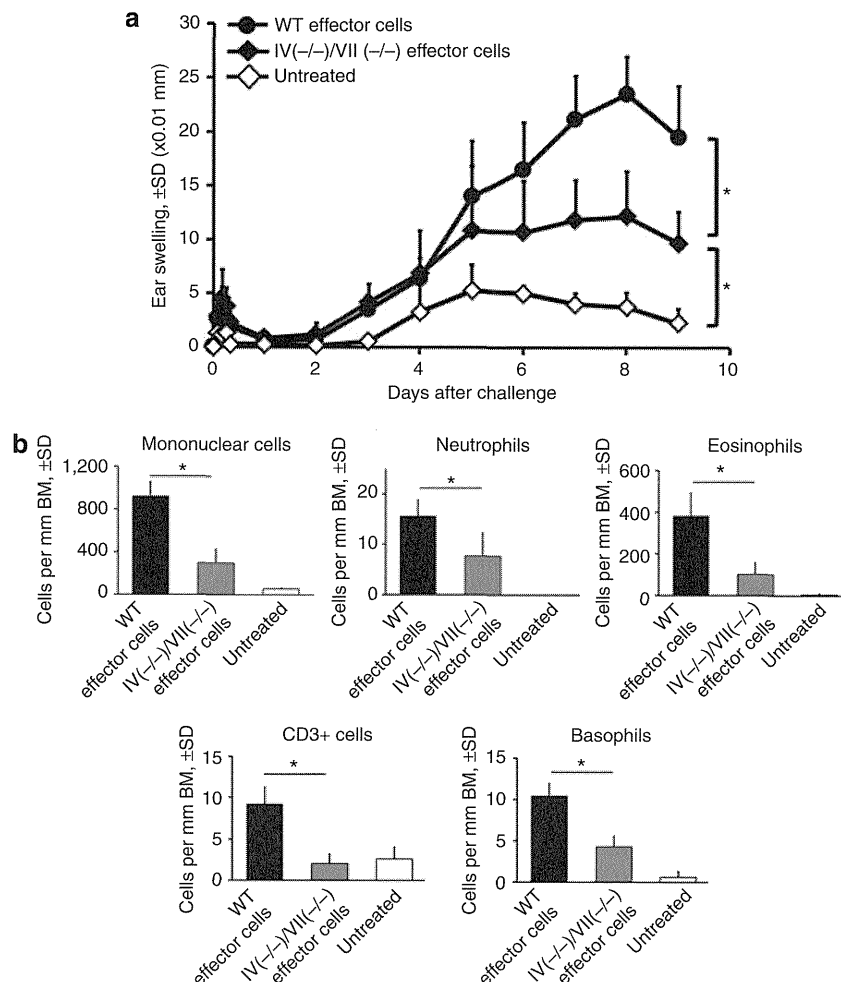 a
WT effector cells
IV(–/–)/VII (–/–) effector cells
Untreated
Ear swelling, ±SD (x0.01 mm)
30
25
20
15
10
5
0
0 2 4 6 8 10
Days after challenge
*
*
b
Mononuclear cells
Cells per mm BM, ±SD
1,200
800
400
0
*
WT effector cells
IV(–/–)/VII(–/–) effector cells
Untreated
Neutrophils
Cells per mm BM, ±SD
20
10
0
*
WT effector cells
IV(–/–)/VII(–/–) effector cells
Untreated
Eosinophils
Cells per mm BM, ±SD
600
400
200
0
*
WT effector cells
IV(–/–)/VII(–/–) effector cells
Untreated
CD3+ cells
Cells per mm BM, ±SD
15
10
5
0
*
WT effector cells
IV(–/–)/VII(–/–) effector cells
Untreated
Basophils
Cells per mm BM, ±SD
15
10
5
0
*
WT effector cells
IV(–/–)/VII(–/–) effector cells
Untreated